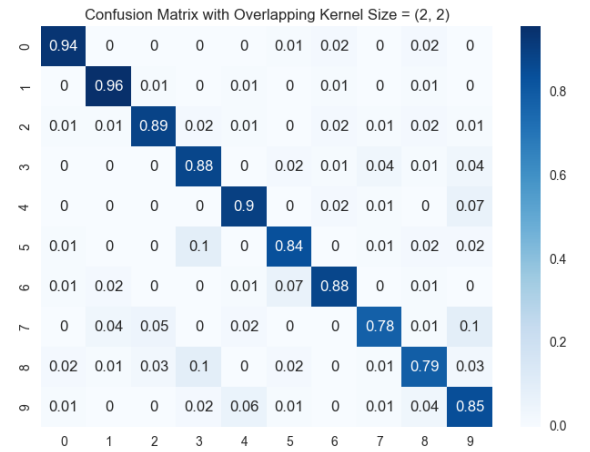 Confusion Matrix with Overlapping Kernel Size = (2, 2)
0 0.94 0 0 0 0 0.01 0.02 0 0.02 0
1 0 0.96 0.01 0 0.01 0 0.01 0 0.01 0
2 0.01 0.01 0.89 0.02 0.01 0 0.02 0.01 0.02 0.01
3 0 0 0 0.88 0 0.02 0.01 0.04 0.01 0.04
4 0 0 0 0 0.9 0 0.02 0.01 0 0.07
5 0.01 0 0 0.1 0 0.84 0 0.01 0.02 0.02
6 0.01 0.02 0 0 0.01 0.07 0.88 0 0.01 0
7 0 0.04 0.05 0 0.02 0 0 0.78 0.01 0.1
8 0.02 0.01 0.03 0.1 0 0.02 0 0.01 0.79 0.03
9 0.01 0 0 0.02 0.06 0.01 0 0.01 0.04 0.85
0 1 2 3 4 5 6 7 8 9
0.8
0.6
0.4
0.2
0.0